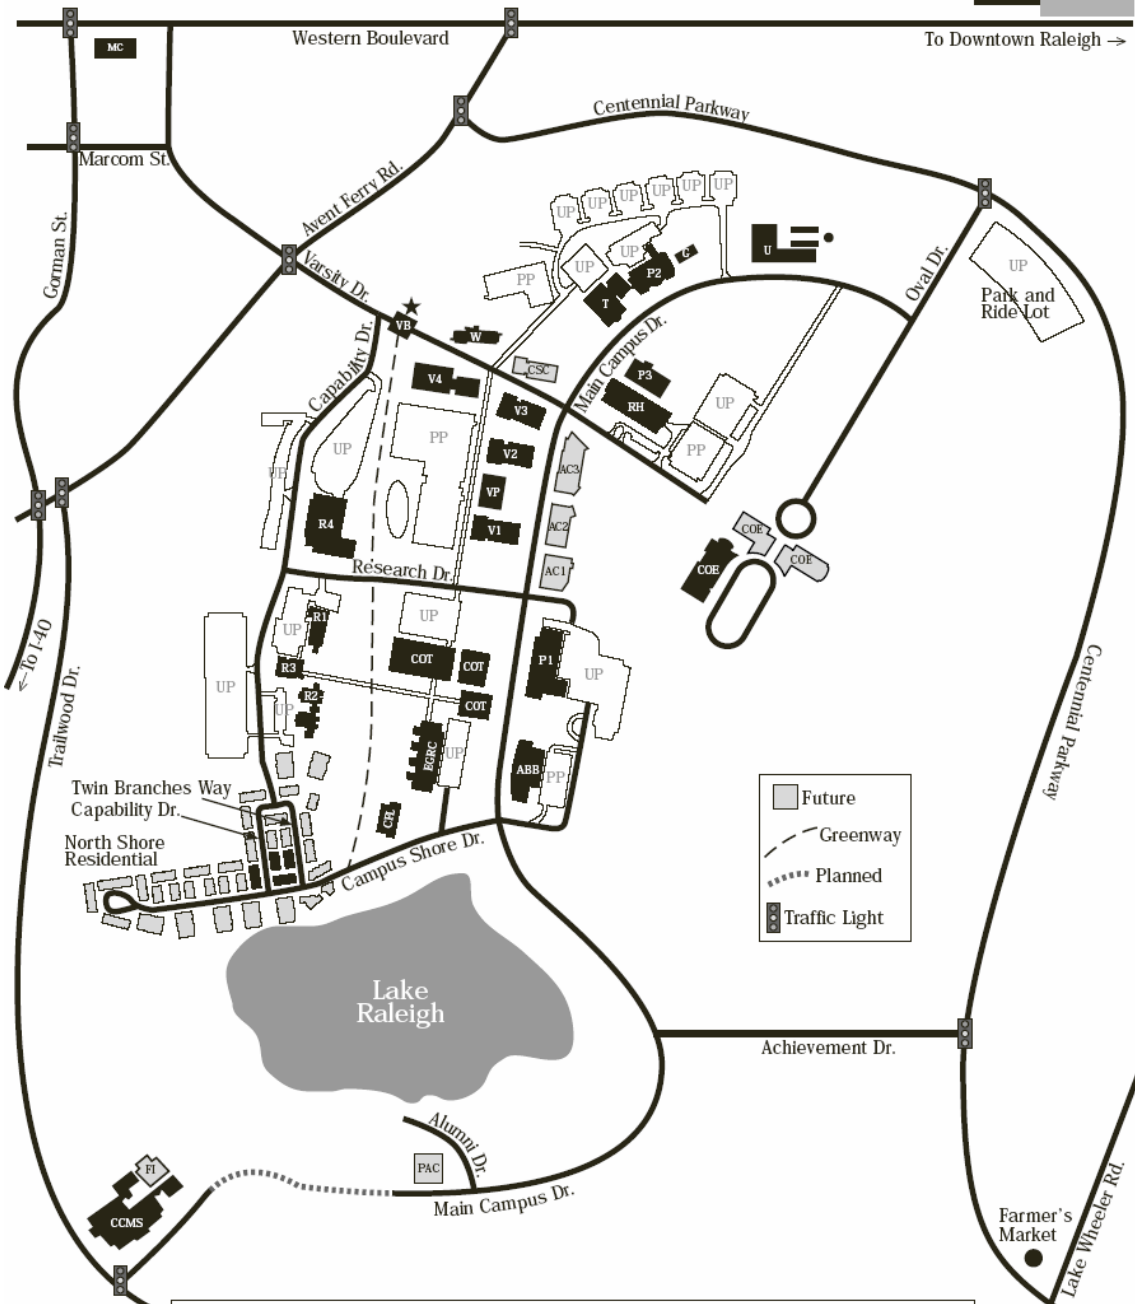 MC
Western Boulevard
To Downtown Raleigh →
Centennial Parkway
Marcom St.
Avent Ferry Rd.
Gorman St.
Varsity Dr.
UP
UP
UP
UP
UP
UP
UP
UP
PP
P2
G
U
T
Oval Dr.
UP
Park and
Ride Lot
VB
W
Capability Dr.
CSC
Main Campus Dr.
V4
P3
V3
RH
UP
PP
UP
UP
PP
V2
AC3
VP
R4
V1
AC2
COE
COE
COE
AC1
Research Dr.
R1
UP
UP
To I-40
COT
COT
P1
R3
UP
UP
R2
UP
COT
Trailwood Dr.
EGRC
UP
ABB
PP
Centennial Parkway
Twin Branches Way
Capability Dr.
CFL
North Shore
Residential
Campus Shore Dr.
Future
Greenway
Planned
Traffic Light
Lake
Raleigh
Achievement Dr.
Alumni Dr.
PAC
FI
CCMS
Main Campus Dr.
Farmer's
Market
Lake Wheeler Rd.